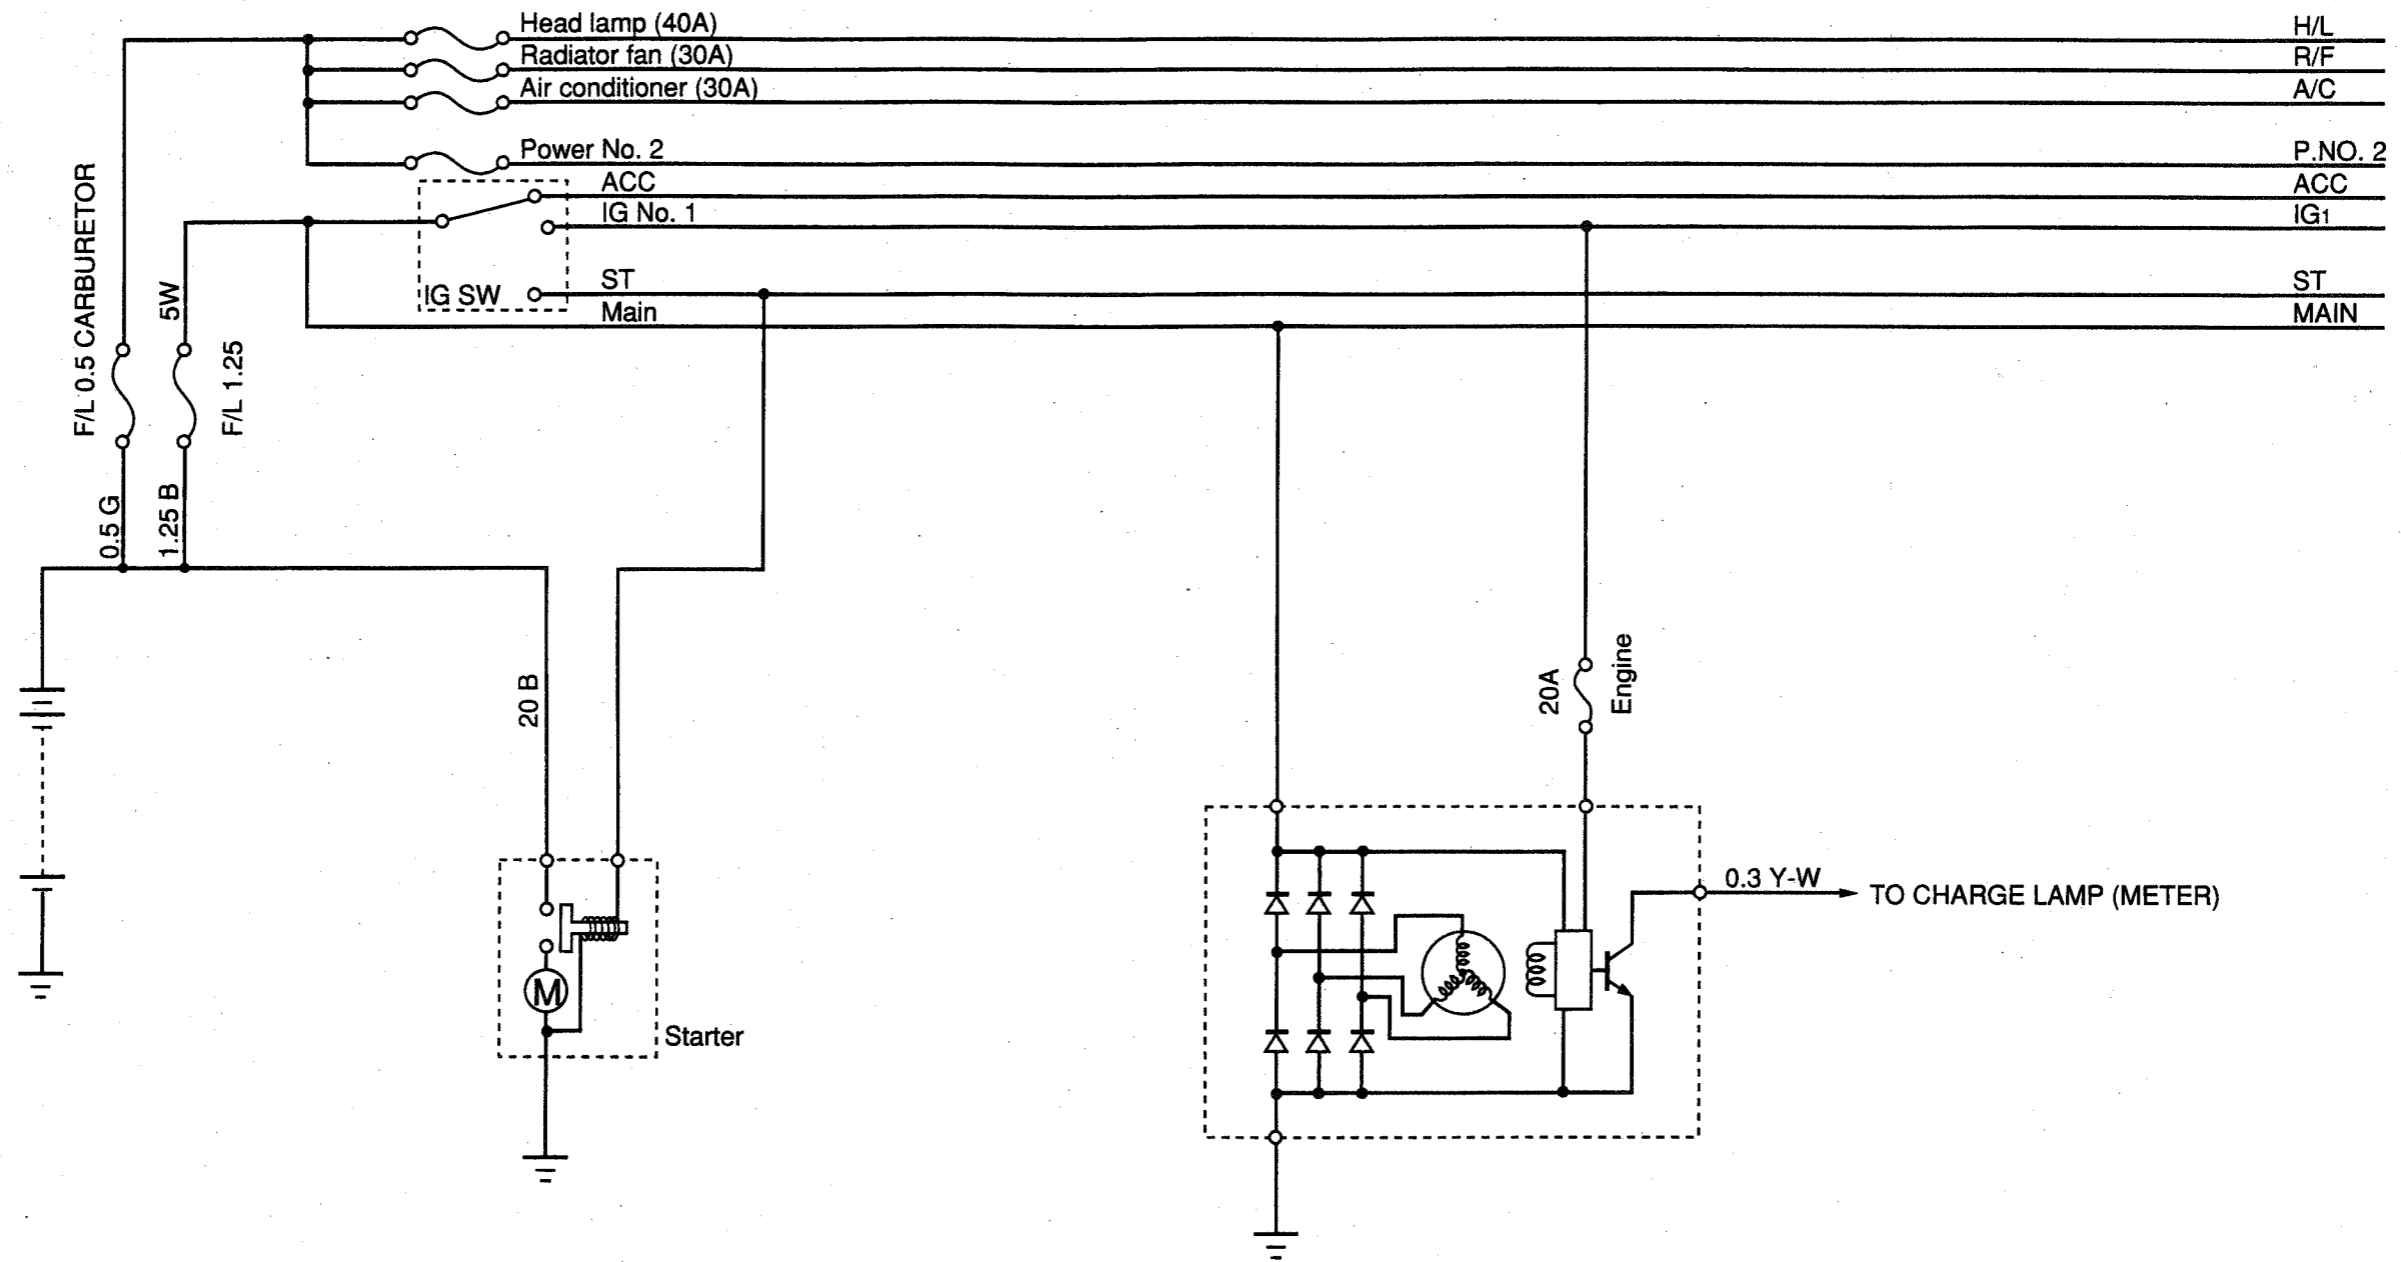 Head lamp (40A)
H/L
Radiator fan (30A)
R/F
Air conditioner (30A)
A/C
Power No. 2
P.NO. 2
ACC
ACC
IG No. 1
IG1
ST
ST
IG SW
Main
MAIN
F/L 0.5 CARBURETOR
5W
F/L 1.25
0.5 G
1.25 B
20 B
20A
Engine
M
Starter
0.3 Y-W
TO CHARGE LAMP (METER)